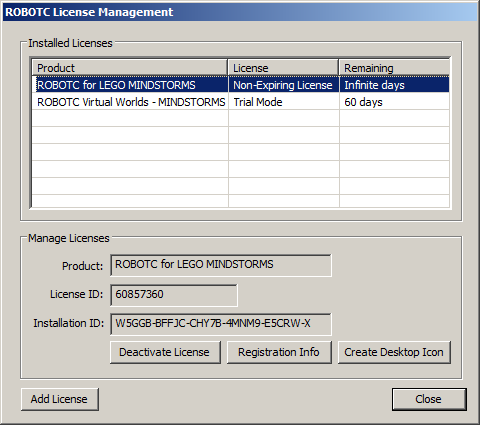 ROBOTC License Management
Installed Licenses
Product License Remaining
ROBOTC for LEGO MINDSTORMS Non-Expiring License Infinite days
ROBOTC Virtual Worlds - MINDSTORMS Trial Mode 60 days
Manage Licenses
Product: ROBOTC for LEGO MINDSTORMS
License ID: 60857360
Installation ID: W5GGB-BFFJC-CHY7B-4MNM9-E5CRW-X
Deactivate License Registration Info Create Desktop Icon
Add License Close